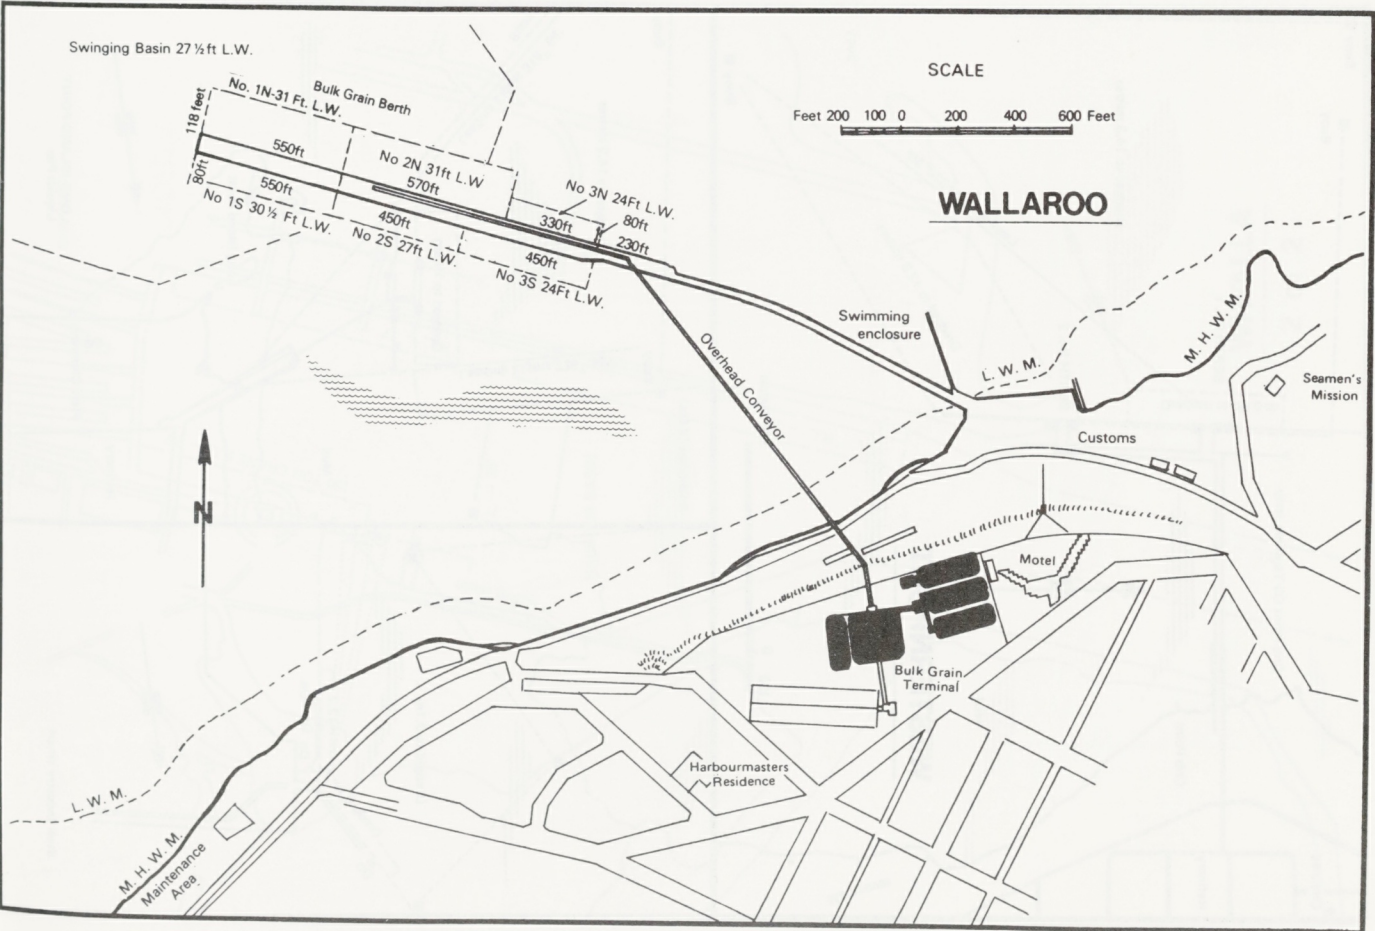 Swinging Basin 27 ½ ft L.W.
SCALE
Feet 200 100 0 200 400 600 Feet
WALLAROO
118 feet
No. 1N-31 Ft. L.W.
Bulk Grain Berth
550ft
No 2N 31ft L.W
570ft
No 3N 24Ft L.W.
80ft
330ft
230ft
80ft
550ft
No 1S 30 ½ Ft L.W.
450ft
No 2S 27ft L.W.
450ft
No 3S 24Ft L.W.
Swimming
enclosure
L. W. M.
M. H. W. M.
Seamen's
Mission
Overhead Conveyor
Customs
N
Motel
Bulk Grain
Terminal
Harbourmasters
Residence
L. W. M.
M. H. W. M.
Maintenance
Area